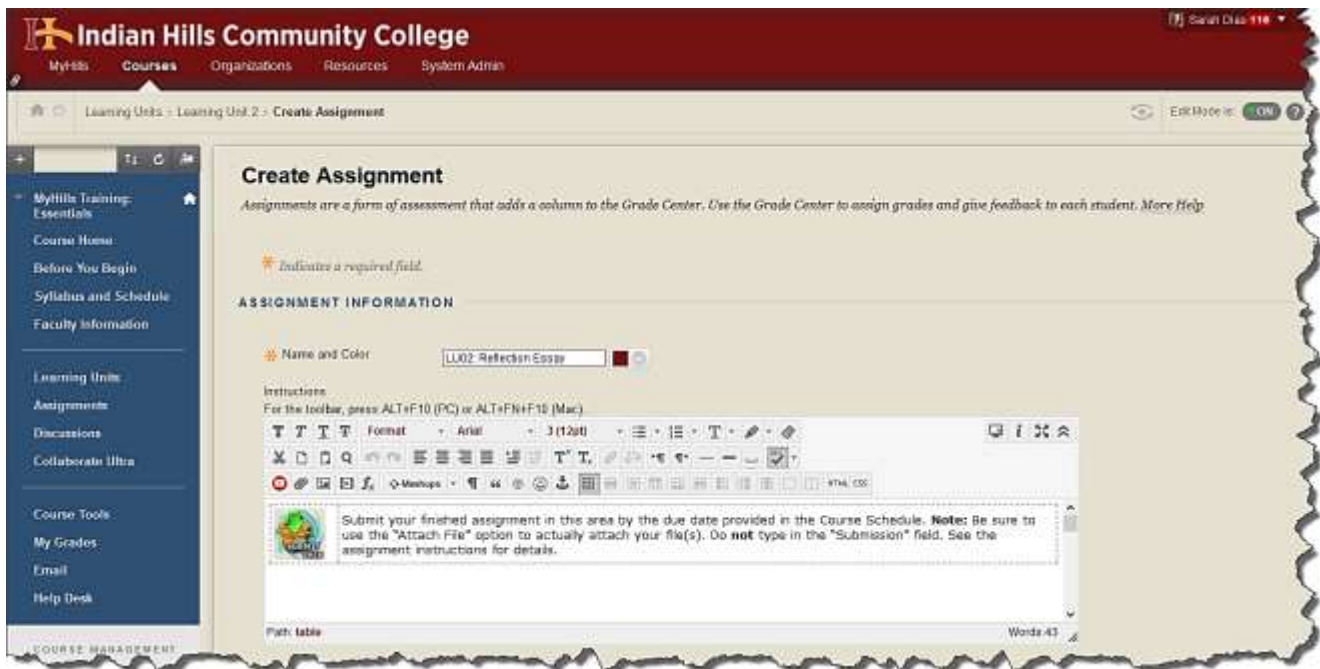 Indian Hills Community College
Sarah Dias 116
MyHills Courses Organizations Resources System Admin
Learning Units > Learning Unit 2 > Create Assignment
Edit Mode is: ON ?
MyHills Training:
Essentials
Course Home
Before You Begin
Syllabus and Schedule
Faculty Information
Learning Units
Assignments
Discussions
Collaborate Ultra
Course Tools
My Grades
Email
Help Desk
COURSE MANAGEMENT
Create Assignment
Assignments are a form of assessment that adds a column to the Grade Center. Use the Grade Center to assign grades and give feedback to each student. More Help
Indicates a required field.
ASSIGNMENT INFORMATION
Name and Color
LU02: Reflection Essay
Instructions
For the toolbar, press ALT+F10 (PC) or ALT+FN+F10 (Mac).
T T T T Format Arial 3 (12pt)
Mashups HTML CSS
Submit your finished assignment in this area by the due date provided in the Course Schedule. Note: Be sure to
use the "Attach File" option to actually attach your file(s). Do not type in the "Submission" field. See the
assignment instructions for details.
Path: table
Words:43